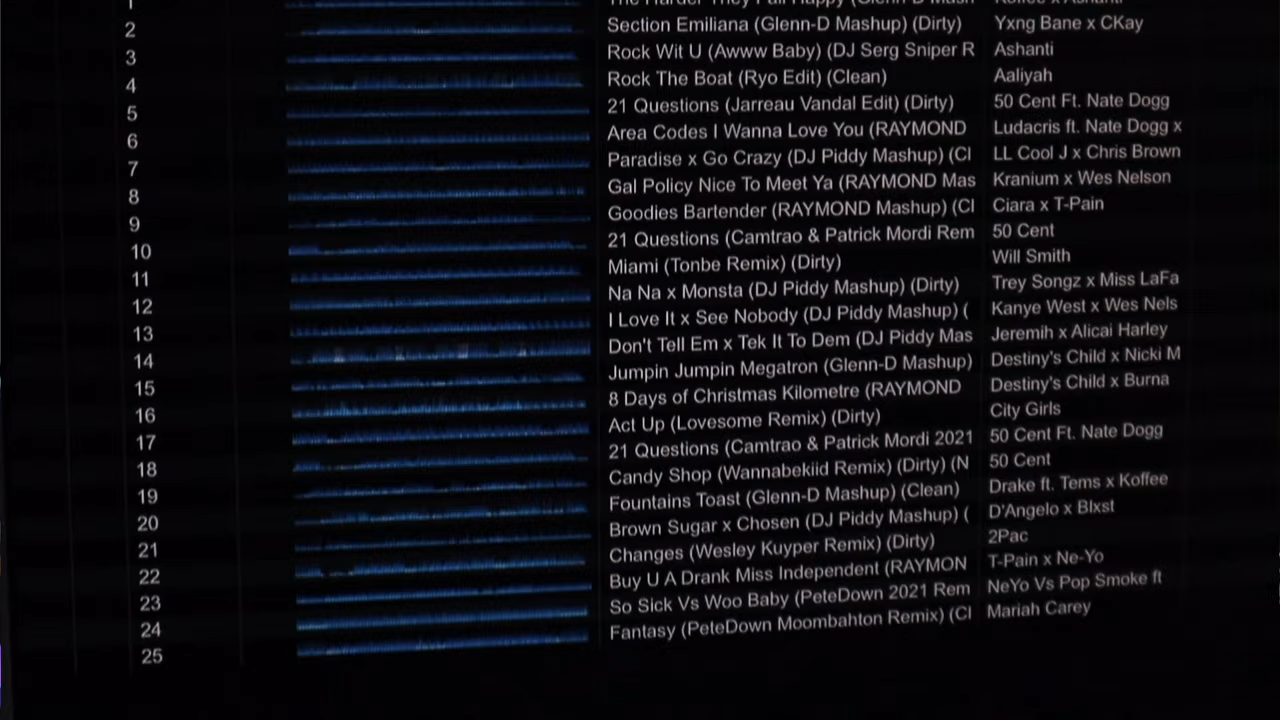 1 The Harder They Fall Happy (Glenn-D Mash Koffee x Ashanti
2 Section Emiliana (Glenn-D Mashup) (Dirty) Yxng Bane x CKay
3 Rock Wit U (Awww Baby) (DJ Serg Sniper R Ashanti
4 Rock The Boat (Ryo Edit) (Clean) Aaliyah
5 21 Questions (Jarreau Vandal Edit) (Dirty) 50 Cent Ft. Nate Dogg
6 Area Codes I Wanna Love You (RAYMOND Ludacris ft. Nate Dogg x
7 Paradise x Go Crazy (DJ Piddy Mashup) (Cl LL Cool J x Chris Brown
8 Gal Policy Nice To Meet Ya (RAYMOND Mas Kranium x Wes Nelson
9 Goodies Bartender (RAYMOND Mashup) (Cl Ciara x T-Pain
10 21 Questions (Camtrao & Patrick Mordi Rem 50 Cent
11 Miami (Tonbe Remix) (Dirty) Will Smith
12 Na Na x Monsta (DJ Piddy Mashup) (Dirty) Trey Songz x Miss LaFa
13 I Love It x See Nobody (DJ Piddy Mashup) ( Kanye West x Wes Nels
14 Don't Tell Em x Tek It To Dem (DJ Piddy Mas Jeremih x Alicai Harley
15 Jumpin Jumpin Megatron (Glenn-D Mashup) Destiny's Child x Nicki M
16 8 Days of Christmas Kilometre (RAYMOND Destiny's Child x Burna
17 Act Up (Lovesome Remix) (Dirty) City Girls
18 21 Questions (Camtrao & Patrick Mordi 2021 50 Cent Ft. Nate Dogg
19 Candy Shop (Wannabekiid Remix) (Dirty) (N 50 Cent
20 Fountains Toast (Glenn-D Mashup) (Clean) Drake ft. Tems x Koffee
21 Brown Sugar x Chosen (DJ Piddy Mashup) ( D'Angelo x Blxst
22 Changes (Wesley Kuyper Remix) (Dirty) 2Pac
23 Buy U A Drank Miss Independent (RAYMON T-Pain x Ne-Yo
24 So Sick Vs Woo Baby (PeteDown 2021 Rem NeYo Vs Pop Smoke ft
25 Fantasy (PeteDown Moombahton Remix) (Cl Mariah Carey